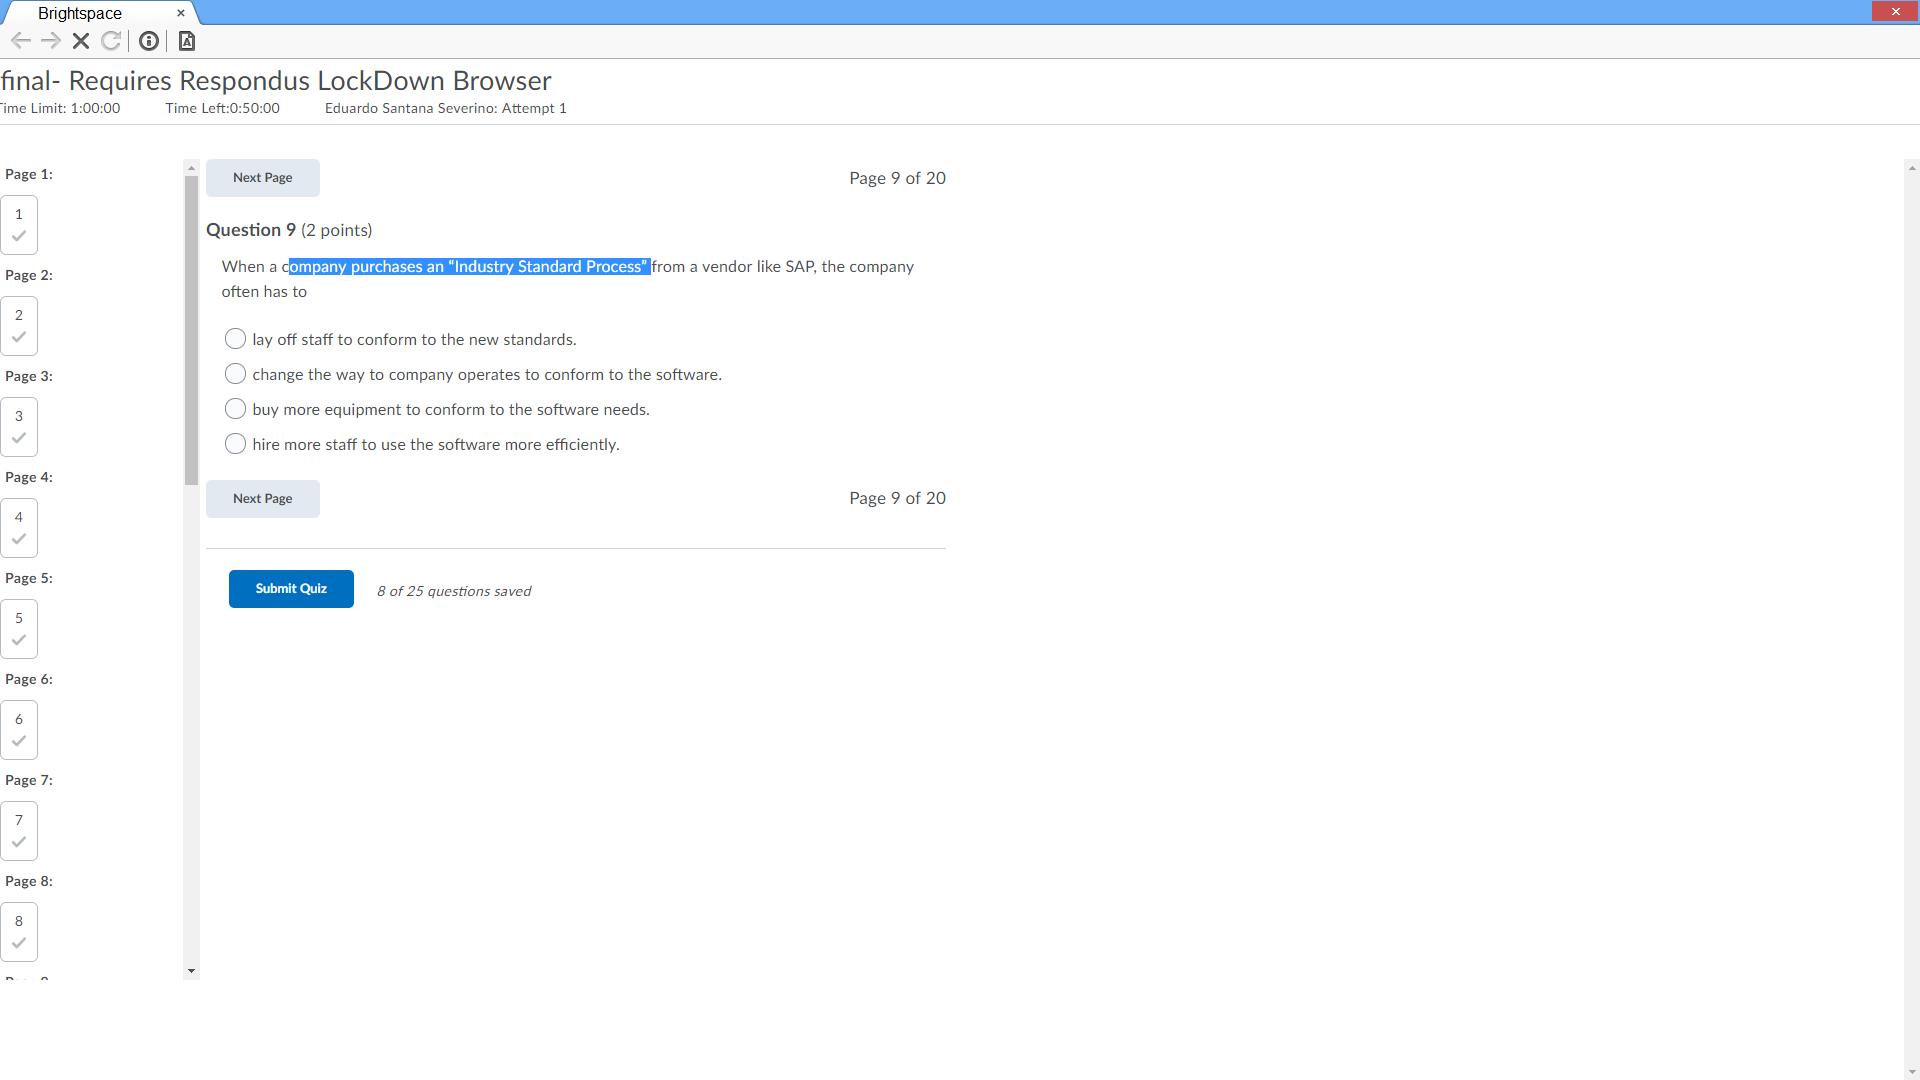 Brightspace
final- Requires Respondus LockDown Browser
Time Limit: 1:00:00 Time Left:0:50:00 Eduardo Santana Severino: Attempt 1
Page 1:
1
Page 2:
2
Page 3:
3
Page 4:
4
Page 5:
5
Page 6:
6
Page 7:
7
Page 8:
8
Next Page Page 9 of 20
Question 9 (2 points)
When a company purchases an “Industry Standard Process” from a vendor like SAP, the company
often has to
lay off staff to conform to the new standards.
change the way to company operates to conform to the software.
buy more equipment to conform to the software needs.
hire more staff to use the software more efficiently.
Next Page Page 9 of 20
Submit Quiz 8 of 25 questions saved